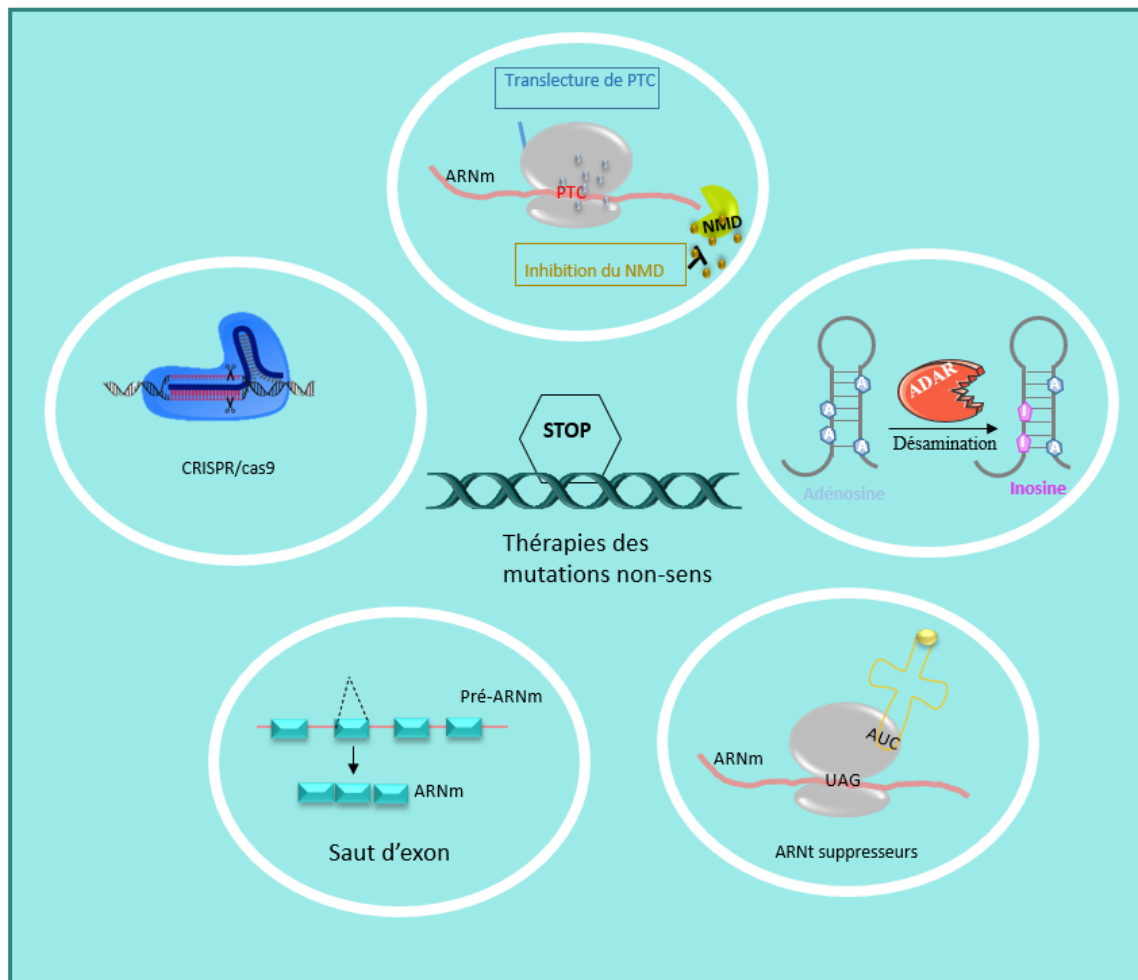 Translecture de PTC
ARNm
PTC
NMD
Inhibition du NMD
CRISPR/cas9
STOP
Thérapies des
mutations non-sens
A
A
A
A
ADAR
Désamination
A
I
I
A
Adénosine
Inosine
Pré-ARNm
ARNm
Saut d’exon
AUC
ARNm
UAG
ARNt suppresseurs